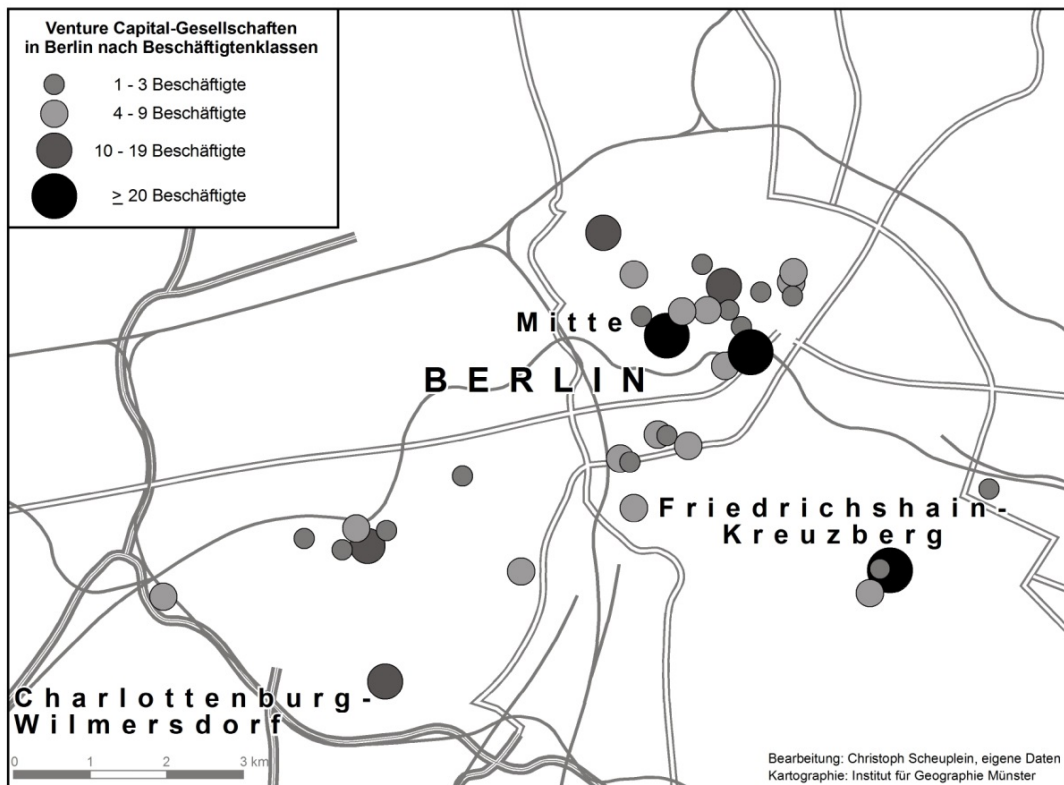 Venture Capital-Gesellschaften
in Berlin nach Beschäftigtenklassen
1 - 3 Beschäftigte
4 - 9 Beschäftigte
10 - 19 Beschäftigte
≥ 20 Beschäftigte
Mitte
BERLIN
Friedrichshain-
Kreuzberg
Charlottenburg-
Wilmersdorf
0 1 2 3 km
Bearbeitung: Christoph Scheuplein, eigene Daten
Kartographie: Institut für Geographie Münster